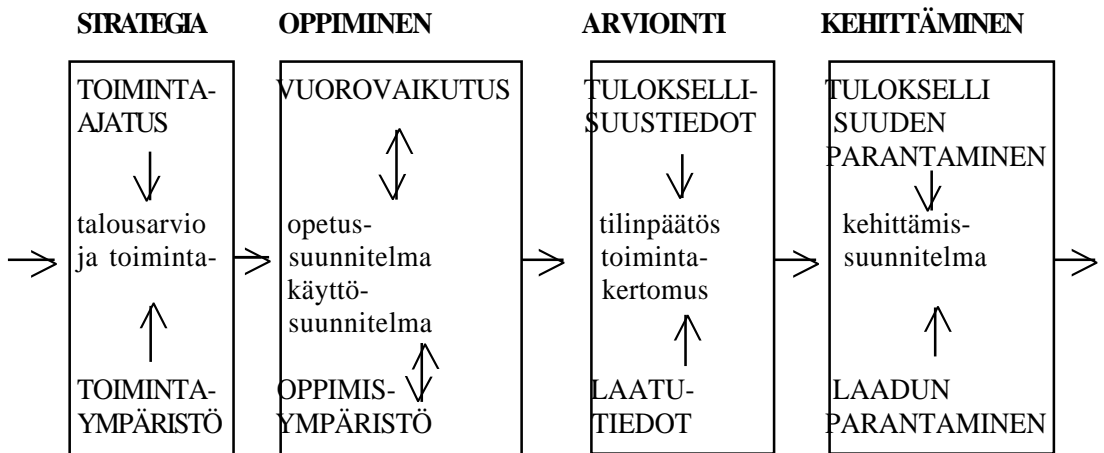 STRATEGIA
OPPIMINEN
ARVIOINTI
KEHITTÄMINEN
TOIMINTA-
AJATUS
talousarvio
ja toiminta-
TOIMINTA-
YMPÄRISTÖ
VUOROVAIKUTUS
opetus-
suunnitelma
käyttö-
suunnitelma
OPPIMIS-
YMPÄRISTÖ
TULOKSELLI-
SUUSTIEDOT
tilinpäätös
toiminta-
kertomus
LAATU-
TIEDOT
TULOKSELLI
SUUDEN
PARANTAMINEN
kehittämis-
suunnitelma
LAADUN
PARANTAMINEN